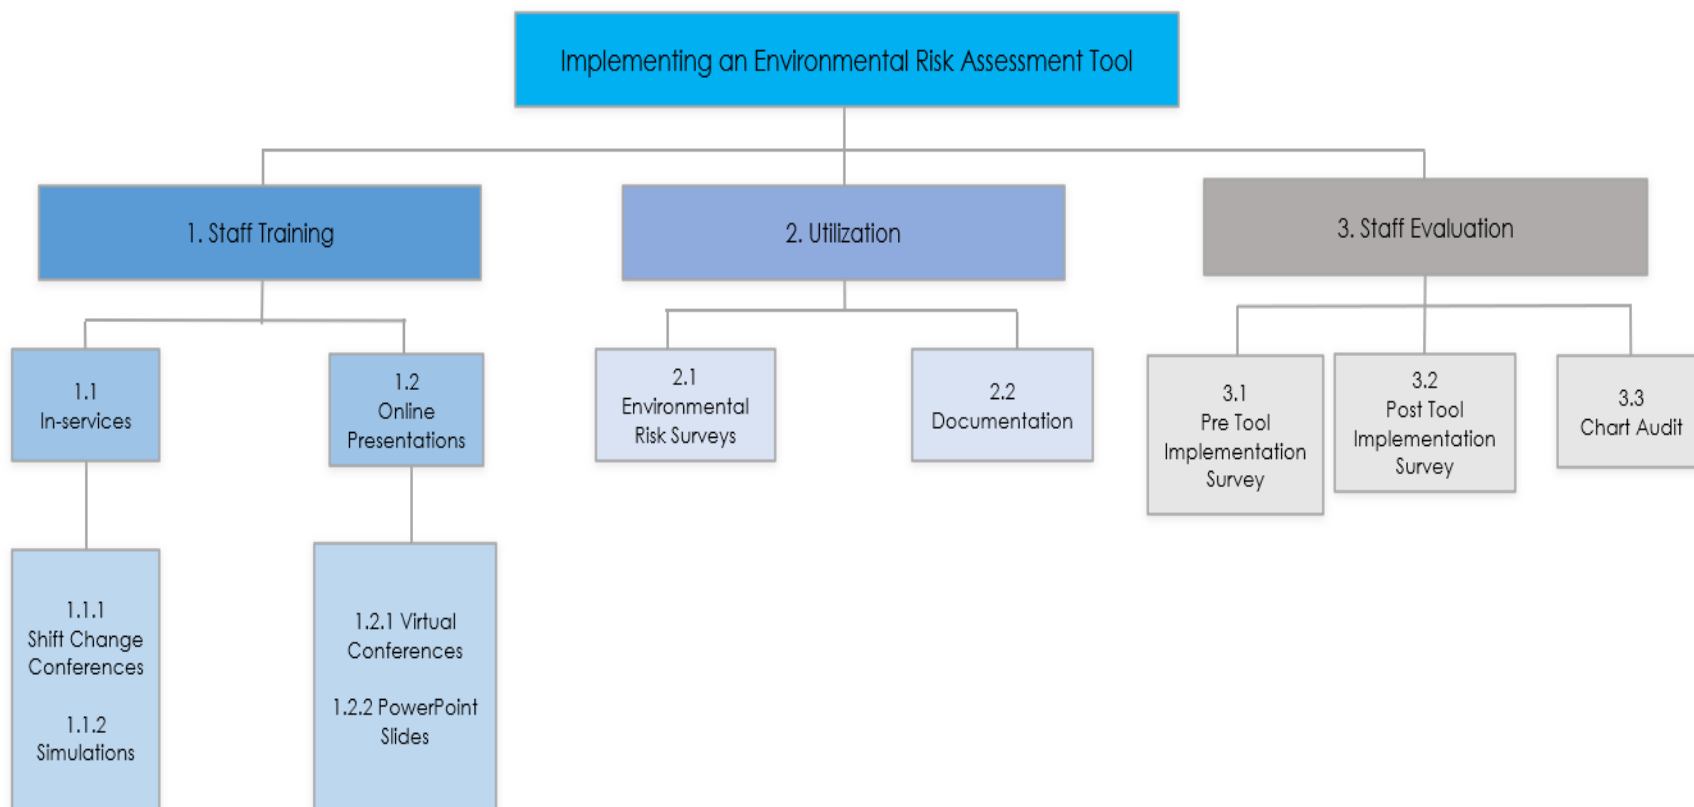 Implementing an Environmental Risk Assessment Tool
1. Staff Training
2. Utilization
3. Staff Evaluation
1.1
In-services
1.2
Online
Presentations
2.1
Environmental
Risk Surveys
2.2
Documentation
3.1
Pre Tool
Implementation
Survey
3.2
Post Tool
Implementation
Survey
3.3
Chart Audit
1.1.1
Shift Change
Conferences
1.1.2
Simulations
1.2.1 Virtual
Conferences
1.2.2 PowerPoint
Slides